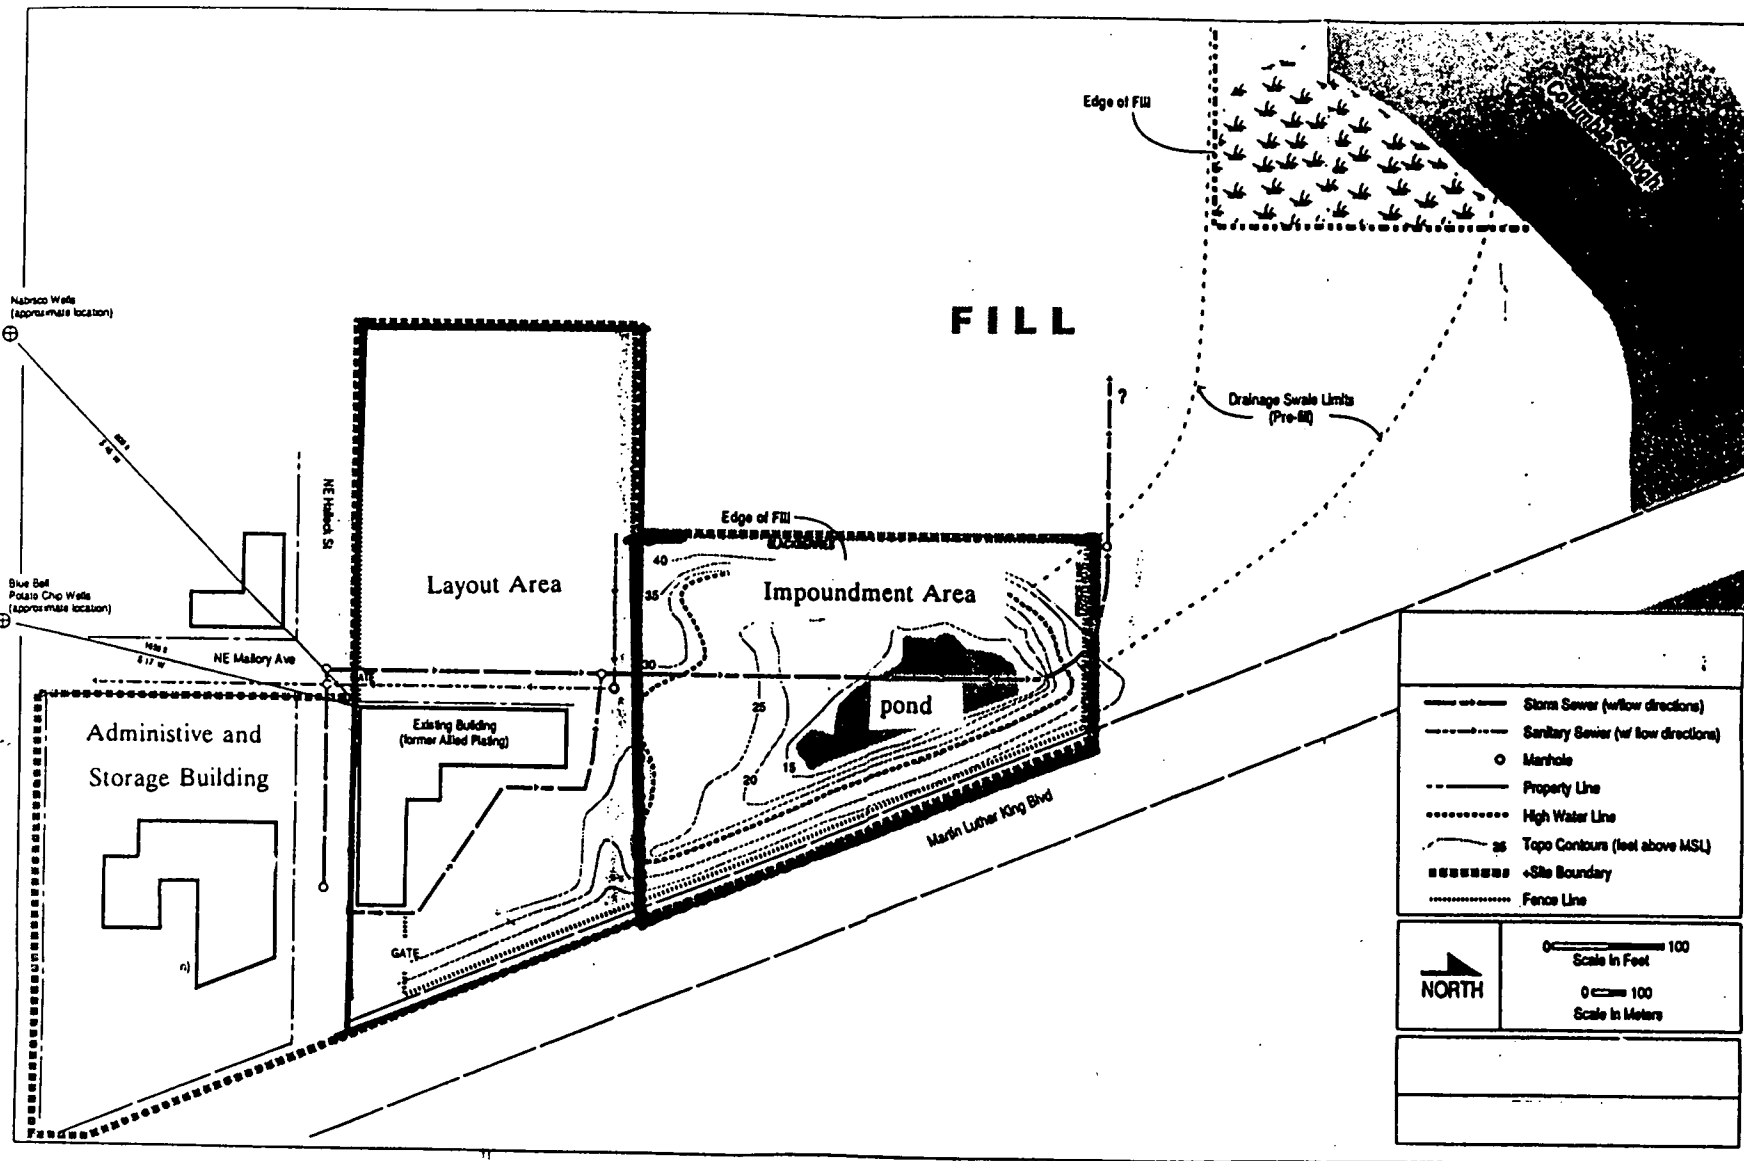 Columbia Slough
Edge of Fill
Nabisco Wells
(approximate location)
FILL
?
Drainage Swale Limits
(Pre-fill)
NE Halleck St
Edge of Fill
BLACKBERRIES
40
Layout Area
Impoundment Area
35
Blue Bell
Potato Chip Wells
(approximate location)
S 17 W
NE Mallory Ave
30
GATE
pond
25
Existing Building
(former Allied Plating)
Administive and
Storage Building
15
20
Martin Luther King Blvd
GATE
n)
Storm Sewer (w/flow directions)
Sanitary Sewer (w/ flow directions)
Manhole
Property Line
High Water Line
35 Topo Contours (feet above MSL)
Site Boundary
Fence Line
NORTH
0 100
Scale in Feet
0 100
Scale in Meters